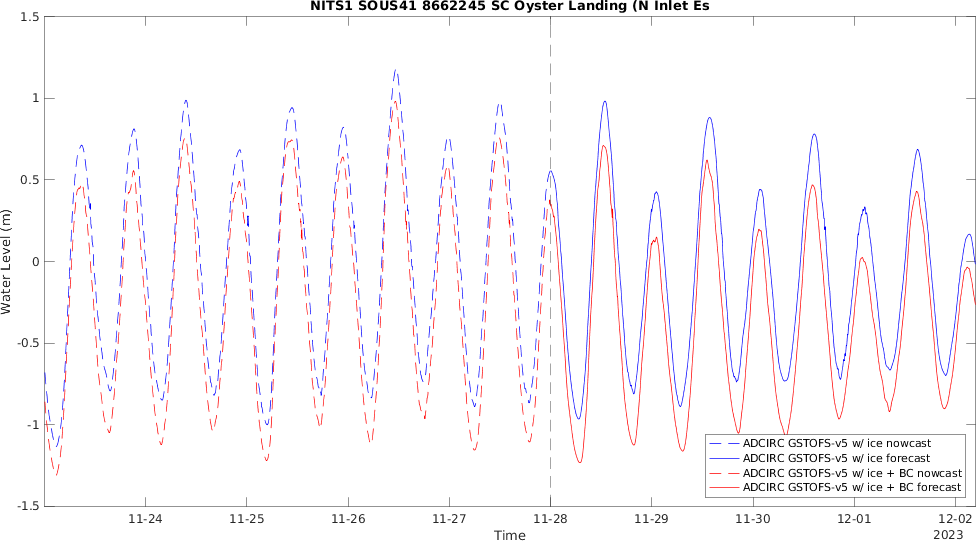 NITS1 SOUS41 8662245 SC Oyster Landing (N Inlet Es
1.5
1
0.5
0
-0.5
-1
-1.5
Water Level (m)
11-24
11-25
11-26
11-27
11-28
11-29
11-30
12-01
12-02
Time
2023
ADCIRC GSTOFS-v5 w/ ice nowcast
ADCIRC GSTOFS-v5 w/ ice forecast
ADCIRC GSTOFS-v5 w/ ice + BC nowcast
ADCIRC GSTOFS-v5 w/ ice + BC forecast